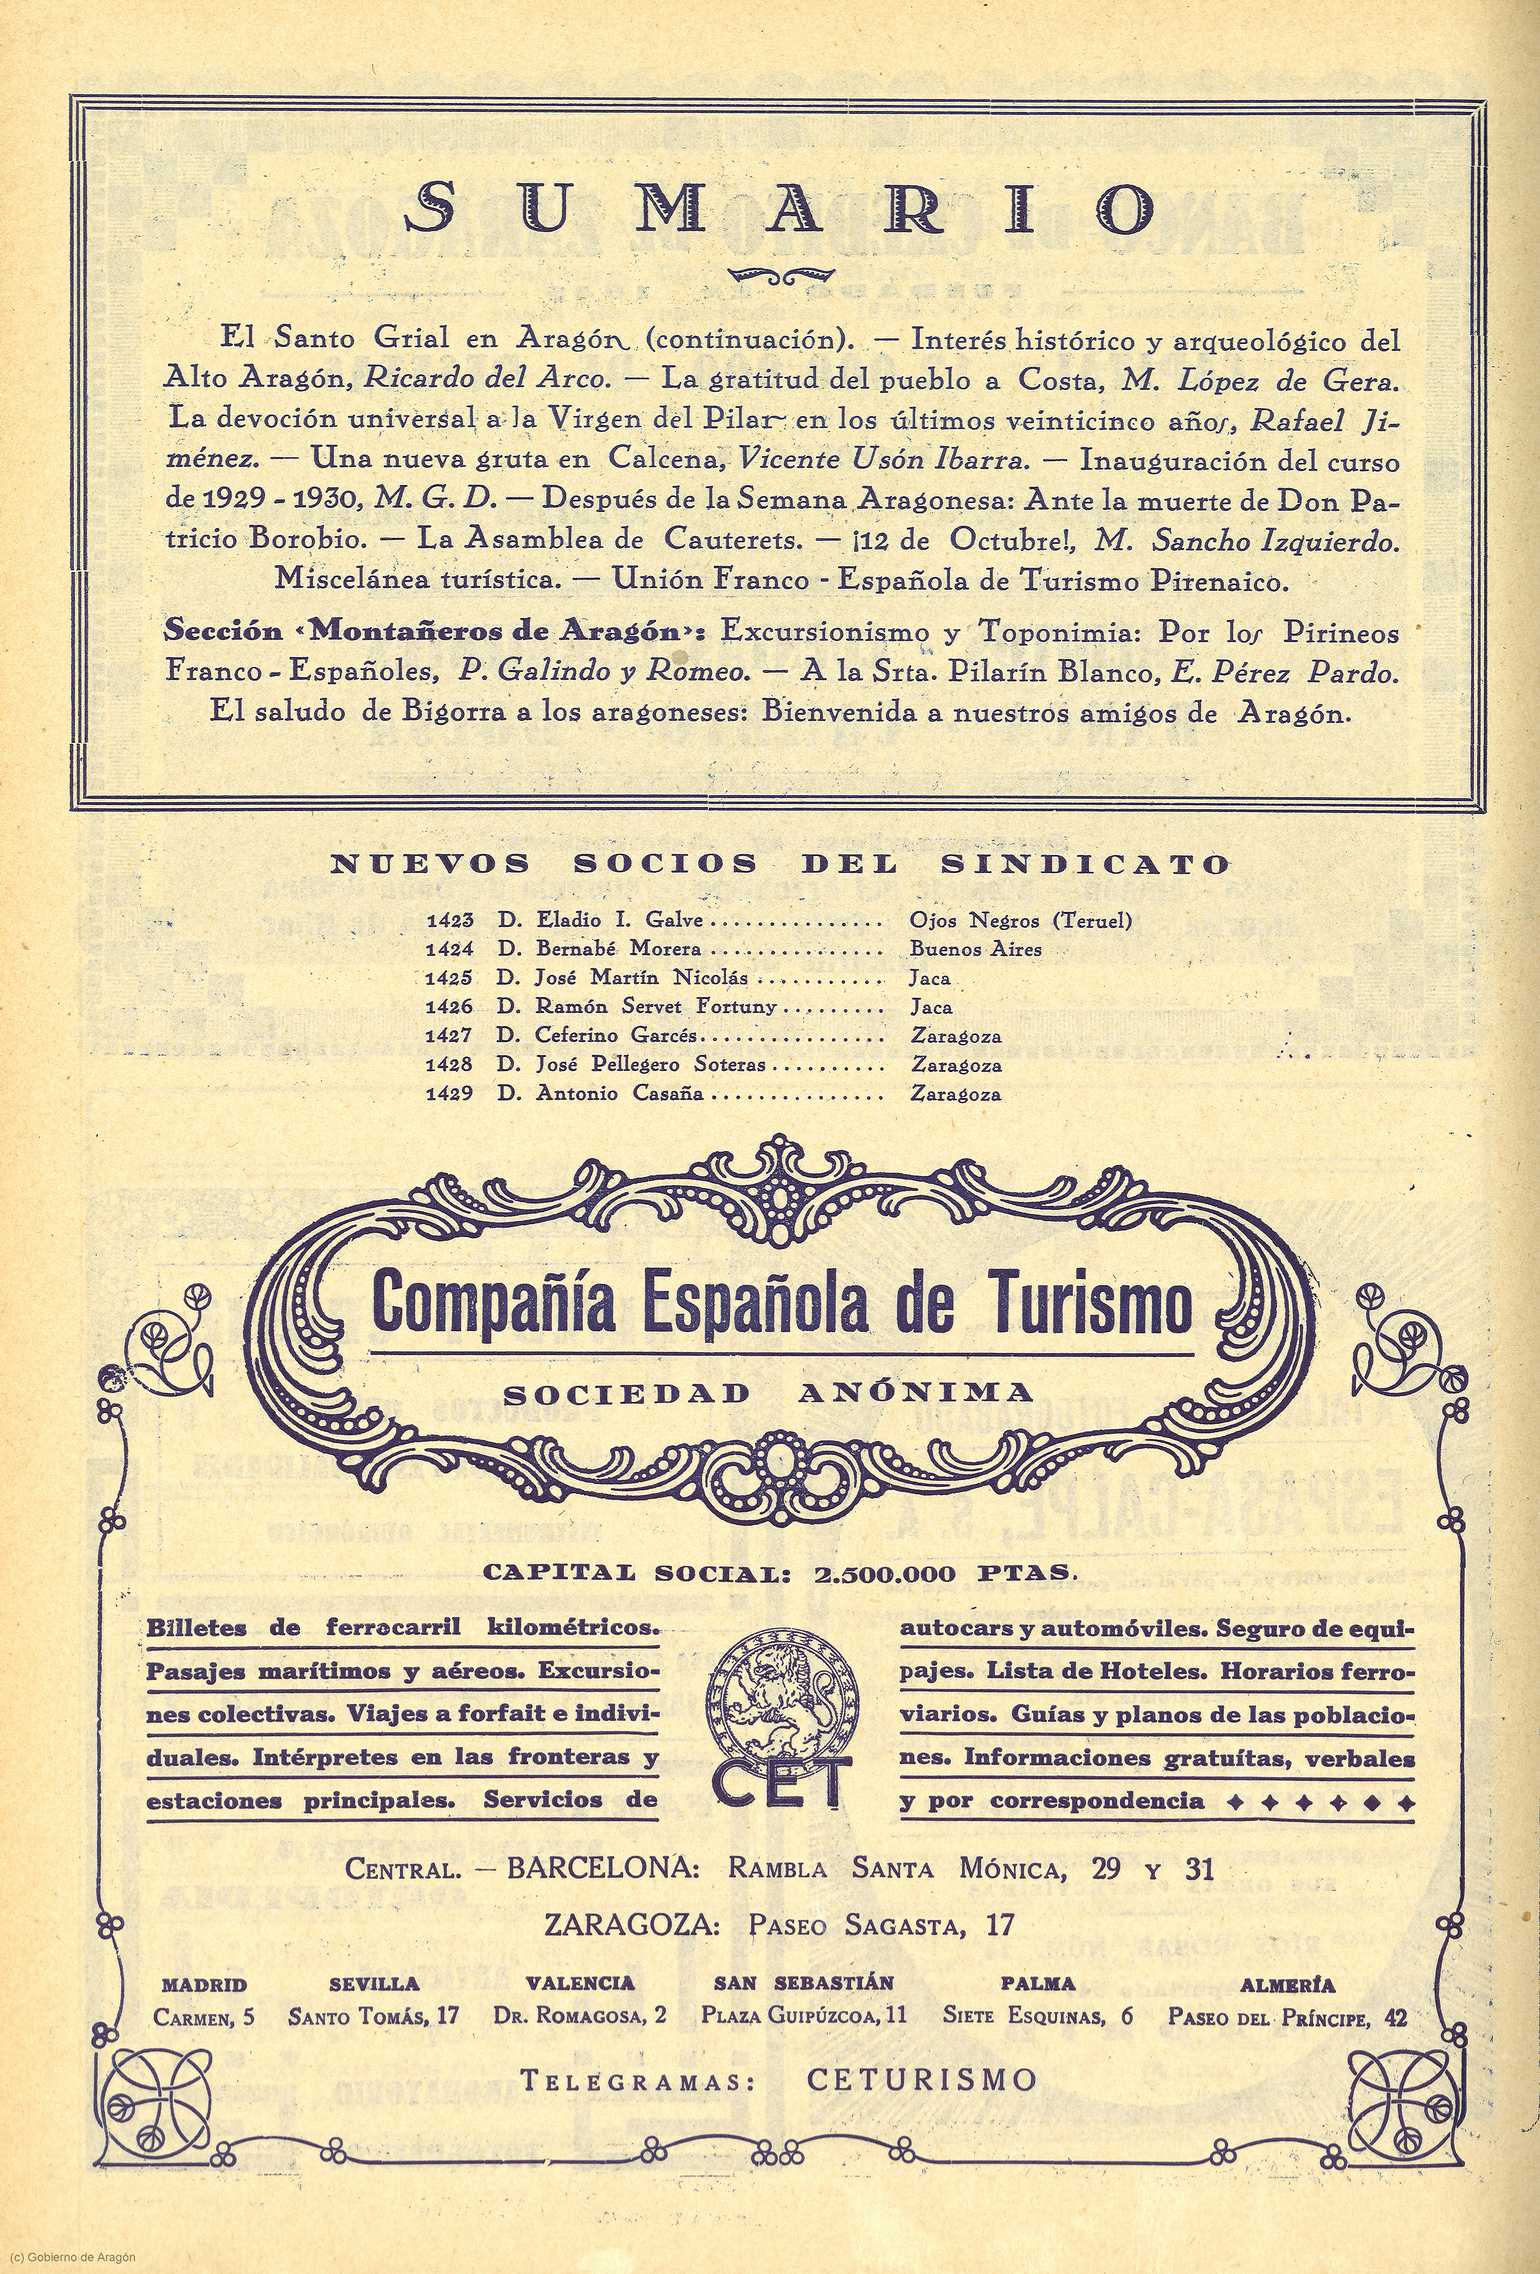 SUMARIO
El Santo Grial en Aragón (continuación). — Interés histórico y arqueológico del
Alto Aragón, Ricardo del Arco. — La gratitud del pueblo a Costa, M. López de Gera.
La devoción universal a la Virgen del Pilar en los últimos veinticinco años, Rafael Ji-
ménez. — Una nueva gruta en Calcena, Vicente Usón Ibarra. — Inauguración del curso
de 1929 - 1930, M. G. D. — Después de la Semana Aragonesa: Ante la muerte de Don Pa-
tricio Borobio. — La Asamblea de Cauterets. — ¡12 de Octubre!, M. Sancho Izquierdo.
Miscelánea turística. — Unión Franco - Española de Turismo Pirenaico.
Sección «Montañeros de Aragón»: Excursionismo y Toponimia: Por los Pirineos
Franco - Españoles, P. Galindo y Romeo. — A la Srta. Pilarín Blanco, E. Pérez Pardo.
El saludo de Bigorra a los aragoneses: Bienvenida a nuestros amigos de Aragón.
NUEVOS SOCIOS DEL SINDICATO
1423 D. Eladio I. Galve ............... Ojos Negros (Teruel)
1424 D. Bernabé Morera ............... Buenos Aires
1425 D. José Martín Nicolás ........... Jaca
1426 D. Ramón Servet Fortuny ......... Jaca
1427 D. Ceferino Garcés................ Zaragoza
1428 D. José Pellegero Soteras .......... Zaragoza
1429 D. Antonio Casaña ............... Zaragoza
Compañía Española de Turismo
SOCIEDAD ANÓNIMA
CAPITAL SOCIAL: 2.500.000 PTAS.
Billetes de ferrocarril kilométricos.
Pasajes marítimos y aéreos. Excursio-
nes colectivas. Viajes a forfait e indivi-
duales. Intérpretes en las fronteras y
estaciones principales. Servicios de
CET
autocars y automóviles. Seguro de equi-
pajes. Lista de Hoteles. Horarios ferro-
viarios. Guías y planos de las poblacio-
nes. Informaciones gratuítas, verbales
y por correspondencia
CENTRAL. — BARCELONA: RAMBLA SANTA MÓNICA, 29 Y 31
ZARAGOZA: PASEO SAGASTA, 17
MADRID SEVILLA VALENCIA SAN SEBASTIÁN PALMA ALMERÍA
CARMEN, 5 SANTO TOMÁS, 17 DR. ROMAGOSA, 2 PLAZA GUIPÚZCOA, 11 SIETE ESQUINAS, 6 PASEO DEL PRÍNCIPE, 42
TELEGRAMAS: CETURISMO
(c) Gobierno de Aragón